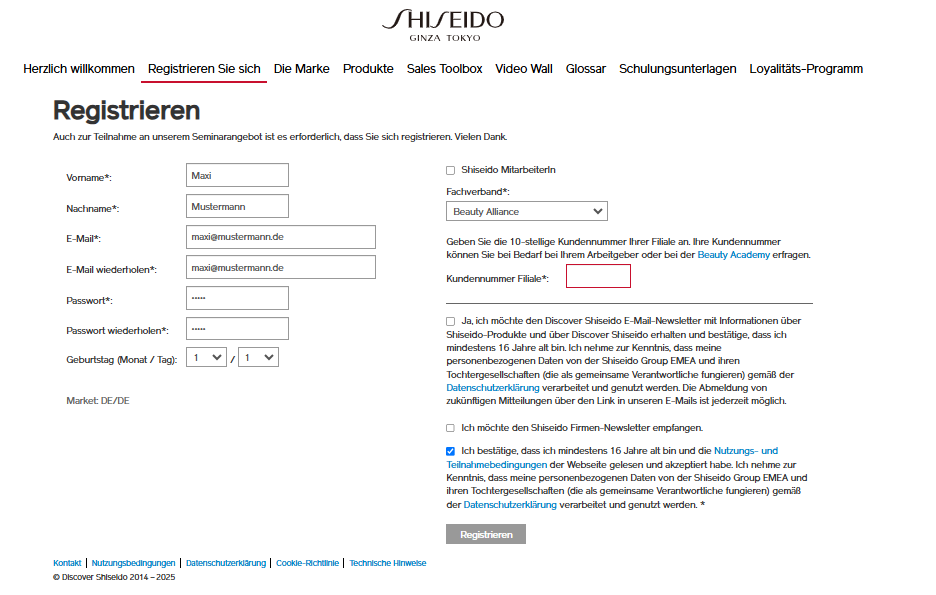 SHISEIDO
GINZA TOKYO
Herzlich willkommen Registrieren Sie sich Die Marke Produkte Sales Toolbox Video Wall Glossar Schulungsunterlagen Loyalitäts-Programm
Registrieren
Auch zur Teilnahme an unserem Seminarangebot ist es erforderlich, dass Sie sich registrieren. Vielen Dank.
Vorname*: Maxi
Nachname*: Mustermann
E-Mail*: maxi@mustermann.de
E-Mail wiederholen*: maxi@mustermann.de
Passwort*: •••••
Passwort wiederholen*: •••••
Geburtstag (Monat / Tag): 1 / 1
Market: DE/DE
Shiseido MitarbeiterIn
Fachverband*:
Beauty Alliance
Geben Sie die 10-stellige Kundennummer Ihrer Filiale an. Ihre Kundennummer
können Sie bei Bedarf bei Ihrem Arbeitgeber oder bei der Beauty Academy erfragen.
Kundennummer Filiale*:
Ja, ich möchte den Discover Shiseido E-Mail-Newsletter mit Informationen über
Shiseido-Produkte und über Discover Shiseido erhalten und bestätige, dass ich
mindestens 16 Jahre alt bin. Ich nehme zur Kenntnis, dass meine
personenbezogenen Daten von der Shiseido Group EMEA und ihren
Tochtergesellschaften (die als gemeinsame Verantwortliche fungieren) gemäß der
Datenschutzerklärung verarbeitet und genutzt werden. Die Abmeldung von
zukünftigen Mitteilungen über den Link in unseren E-Mails ist jederzeit möglich.
Ich möchte den Shiseido Firmen-Newsletter empfangen.
Ich bestätige, dass ich mindestens 16 Jahre alt bin und die Nutzungs- und
Teilnahmebedingungen der Webseite gelesen und akzeptiert habe. Ich nehme zur
Kenntnis, dass meine personenbezogenen Daten von der Shiseido Group EMEA und
ihren Tochtergesellschaften (die als gemeinsame Verantwortliche fungieren) gemäß
der Datenschutzerklärung verarbeitet und genutzt werden. *
Registrieren
Kontakt | Nutzungsbedingungen | Datenschutzerklärung | Cookie-Richtlinie | Technische Hinweise
© Discover Shiseido 2014 – 2025